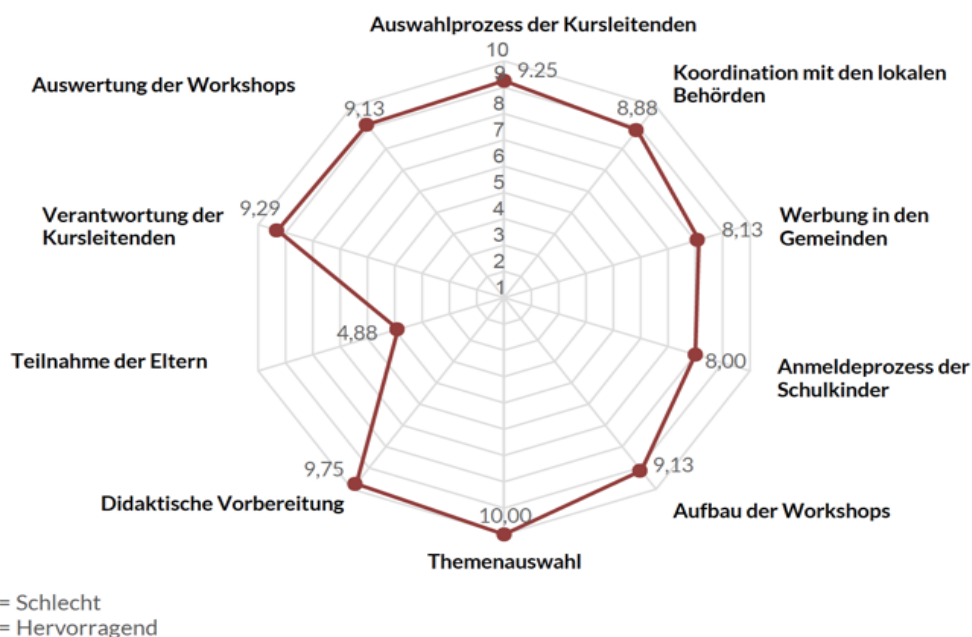 Auswahlprozess der Kursleitenden
10
9 9.25
8
7
6
5
4
3
2
1
Koordination mit den lokalen
Behörden
8,88
Werbung in den
Gemeinden
8,13
Anmeldeprozess der
Schulkinder
8,00
Aufbau der Workshops
9,13
Themenauswahl
10,00
Didaktische Vorbereitung
9,75
Teilnahme der Eltern
4,88
Verantwortung der
Kursleitenden
9,29
Auswertung der Workshops
9,13
= Schlecht
= Hervorragend